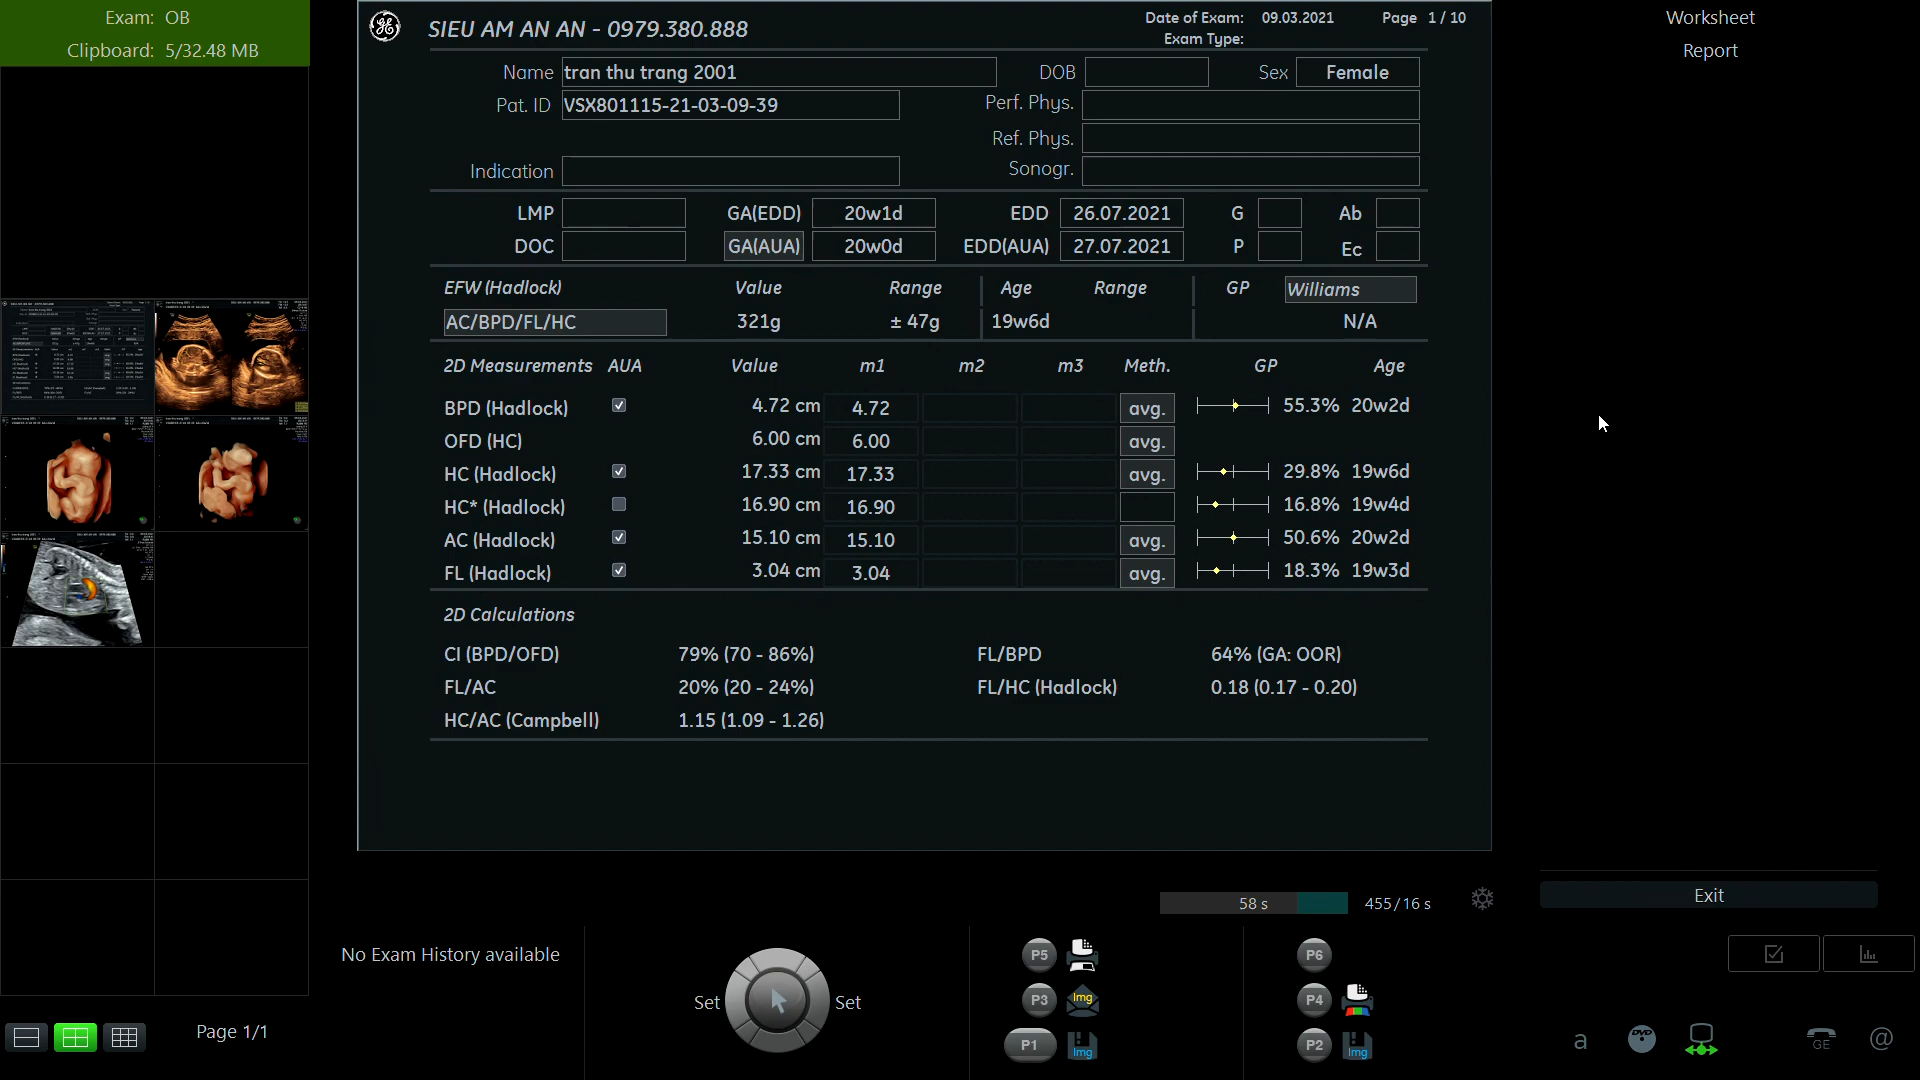 Exam: OB
Clipboard: 5/32.48 MB
SIEU AM AN AN - 0979.380.888
Date of Exam: 09.03.2021 Page 1 / 10
Exam Type:
Worksheet
Report
Name tran thu trang 2001 DOB Sex Female
Pat. ID VSX801115-21-03-09-39 Perf. Phys.
Ref. Phys.
Indication Sonogr.
LMP GA(EDD) 20w1d EDD 26.07.2021 G Ab
DOC GA(AUA) 20w0d EDD(AUA) 27.07.2021 P Ec
EFW (Hadlock) Value Range Age Range GP Williams
AC/BPD/FL/HC 321g ± 47g 19w6d N/A
2D Measurements AUA Value m1 m2 m3 Meth. GP Age
BPD (Hadlock) 4.72 cm 4.72 avg. 55.3% 20w2d
OFD (HC) 6.00 cm 6.00 avg.
HC (Hadlock) 17.33 cm 17.33 avg. 29.8% 19w6d
HC* (Hadlock) 16.90 cm 16.90 16.8% 19w4d
AC (Hadlock) 15.10 cm 15.10 avg. 50.6% 20w2d
FL (Hadlock) 3.04 cm 3.04 avg. 18.3% 19w3d
2D Calculations
CI (BPD/OFD) 79% (70 - 86%) FL/BPD 64% (GA: OOR)
FL/AC 20% (20 - 24%) FL/HC (Hadlock) 0.18 (0.17 - 0.20)
HC/AC (Campbell) 1.15 (1.09 - 1.26)
58 s 455/16 s
Exit
No Exam History available
Set Set
P5 P6
P3 Img P4
P1 Img P2 Img
Page 1/1
a DVD GE @